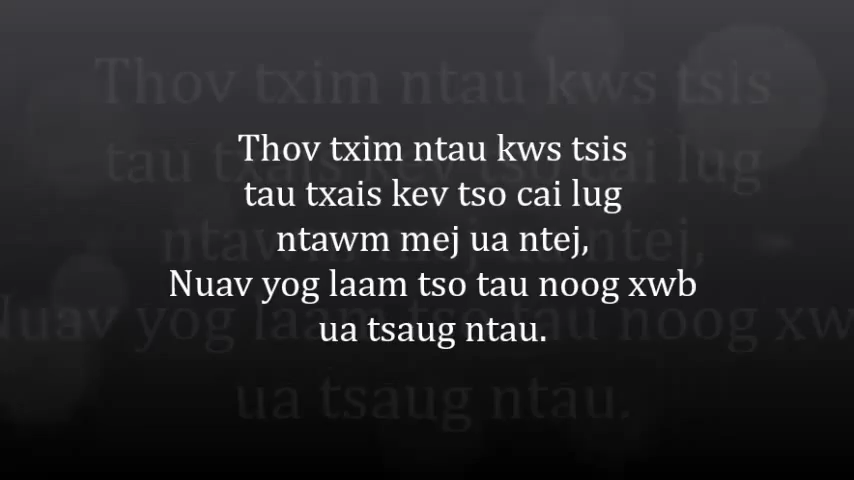 Thov txim ntau kws tsis
tau txais kev tso cai lug
ntawm mej ua ntej,
Nuav yog laam tso tau noog xwb
ua tsaug ntau.